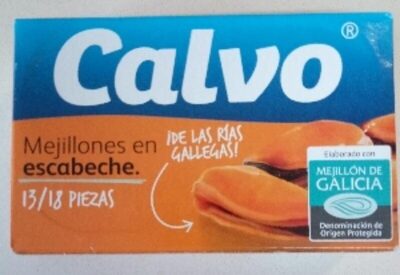 Calvo®
Mejillones en
escabeche.
13/18 PIEZAS
¡DE LAS RÍAS
GALLEGAS!
Elaborado con
MEJILLÓN DE
GALICIA
Denominación de
Origen Protegida